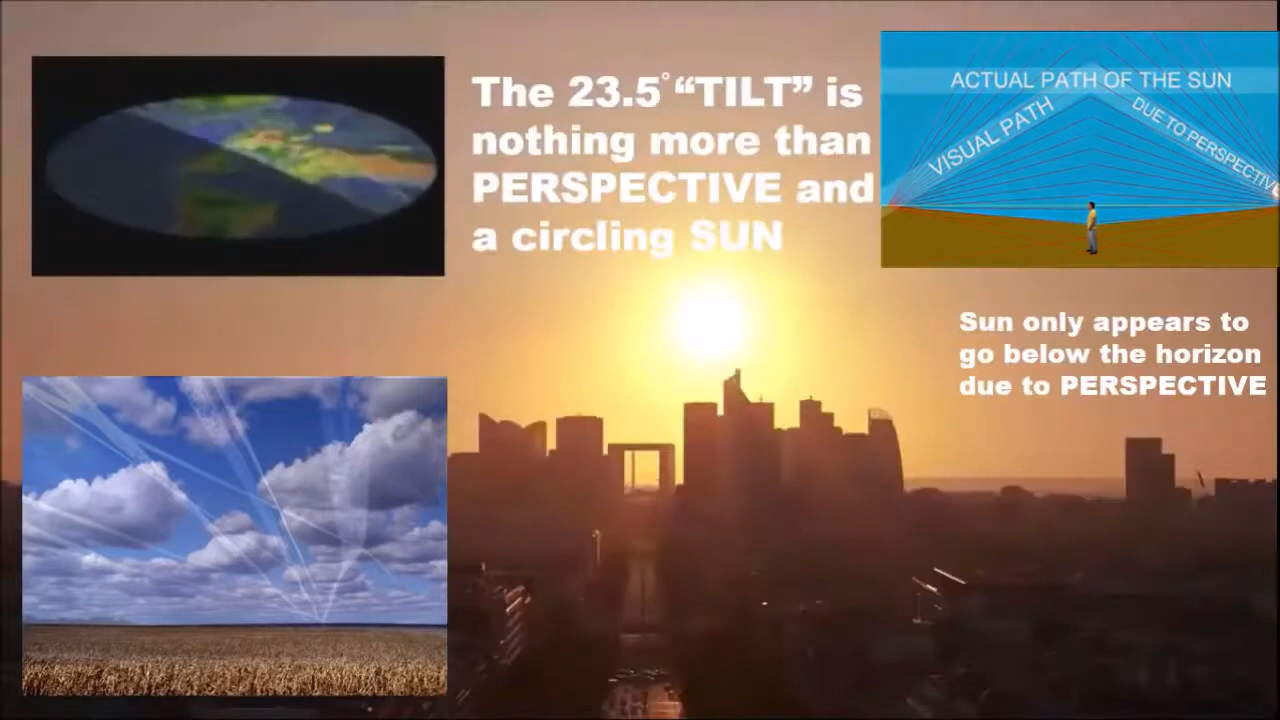 The 23.5° “TILT” is
nothing more than
PERSPECTIVE and
a circling SUN
ACTUAL PATH OF THE SUN
VISUAL PATH
DUE TO PERSPECTIVE
Sun only appears to
go below the horizon
due to PERSPECTIVE